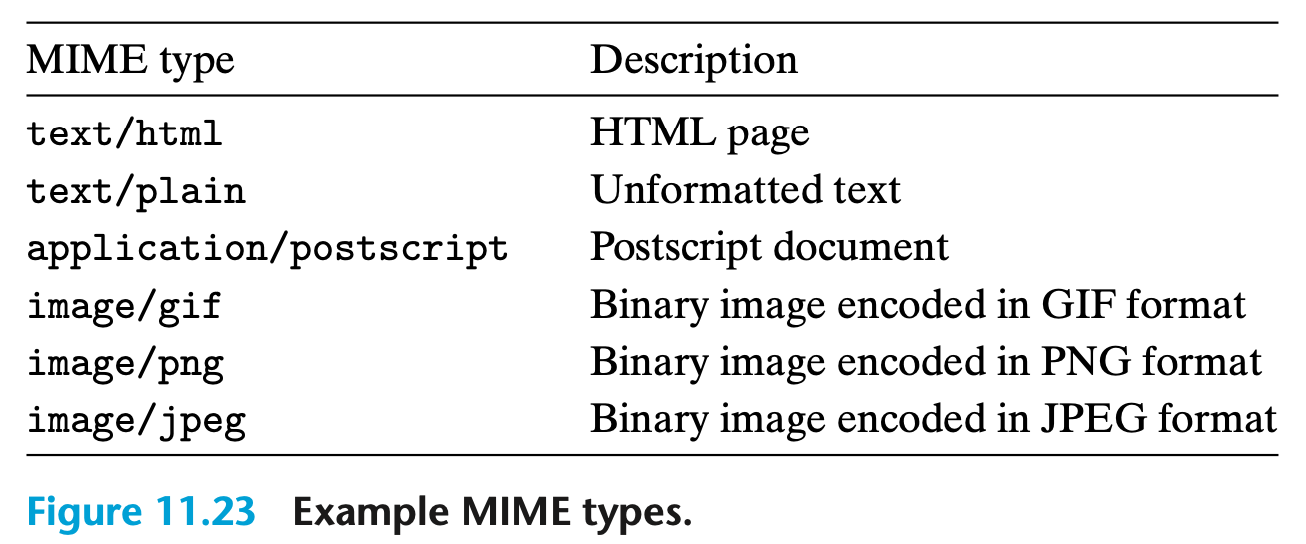 MIME type Description
text/html HTML page
text/plain Unformatted text
application/postscript Postscript document
image/gif Binary image encoded in GIF format
image/png Binary image encoded in PNG format
image/jpeg Binary image encoded in JPEG format
Figure 11.23 Example MIME types.